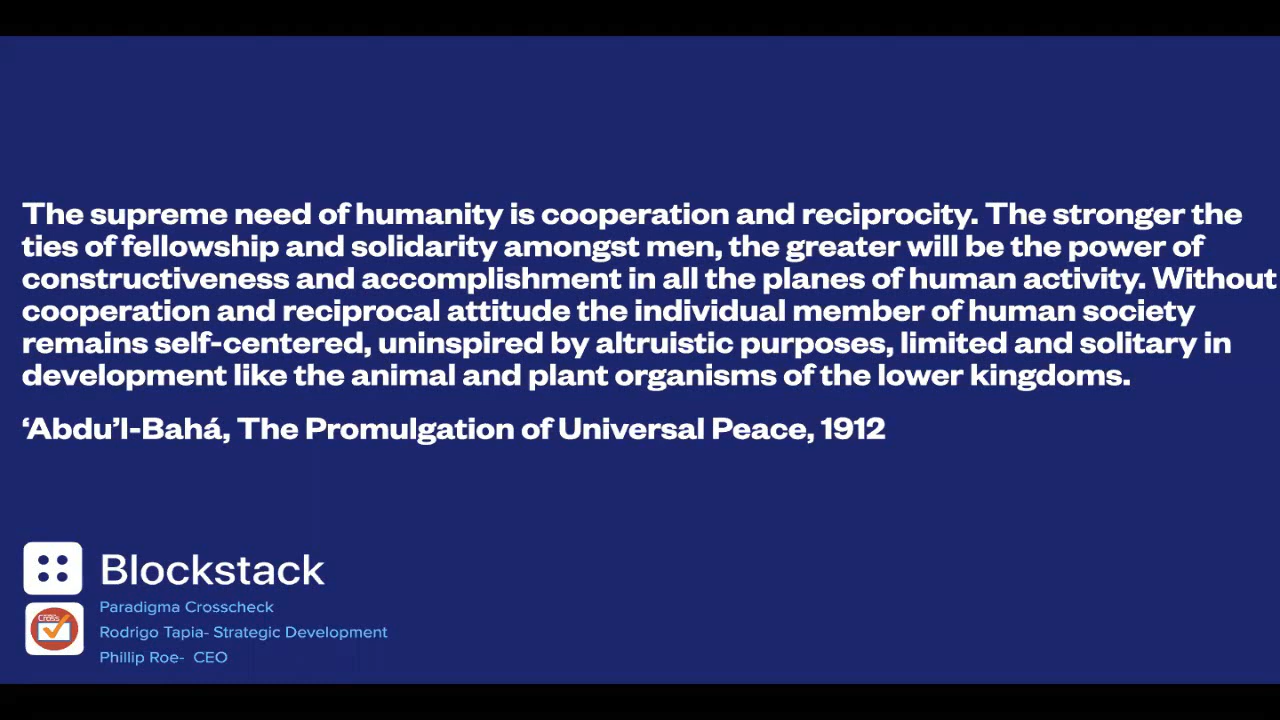 The supreme need of humanity is cooperation and reciprocity. The stronger the
ties of fellowship and solidarity amongst men, the greater will be the power of
constructiveness and accomplishment in all the planes of human activity. Without
cooperation and reciprocal attitude the individual member of human society
remains self-centered, uninspired by altruistic purposes, limited and solitary in
development like the animal and plant organisms of the lower kingdoms.
‘Abdu’l-Bahá, The Promulgation of Universal Peace, 1912
Blockstack
Paradigma Crosscheck
Rodrigo Tapia- Strategic Development
Phillip Roe-  CEO
Cross